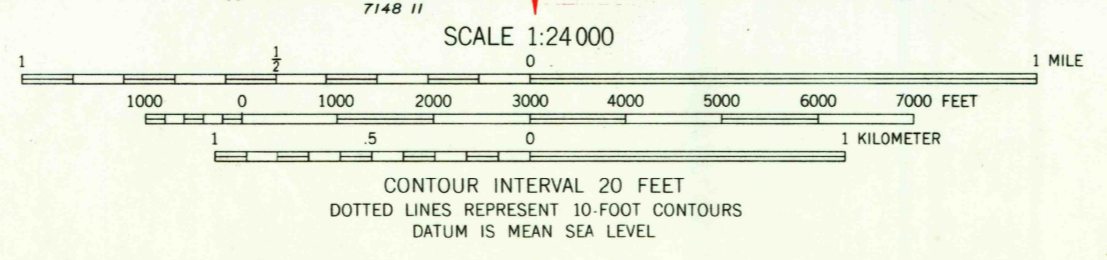 7148 II
SCALE 1:24 000
1 1/2 0 1 MILE
1000 0 1000 2000 3000 4000 5000 6000 7000 FEET
1 .5 0 1 KILOMETER
CONTOUR INTERVAL 20 FEET
DOTTED LINES REPRESENT 10-FOOT CONTOURS
DATUM IS MEAN SEA LEVEL